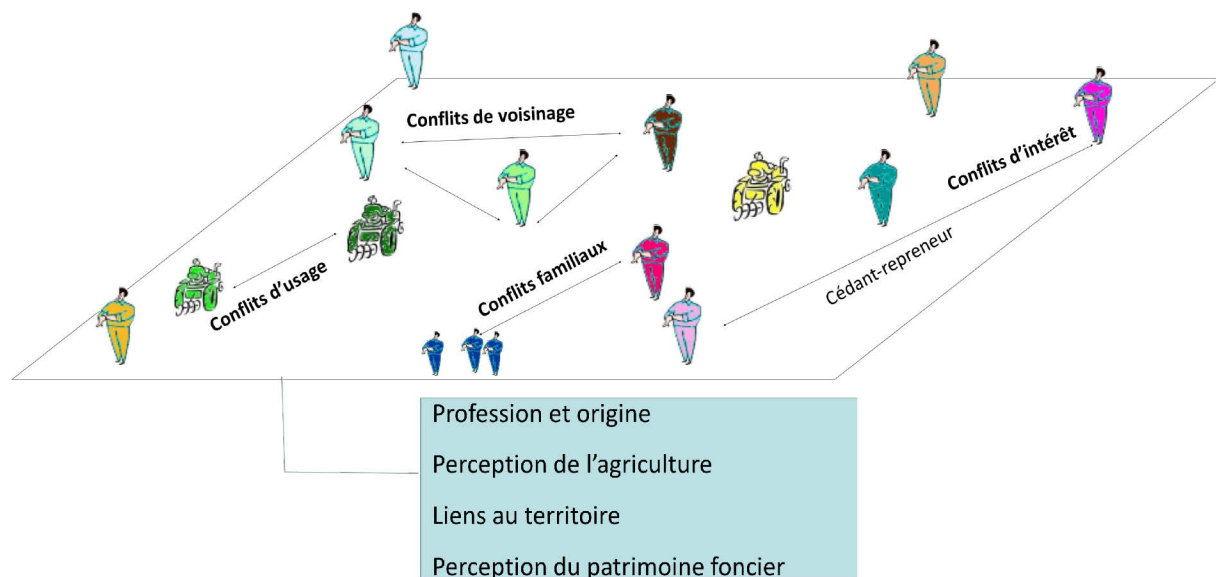 Conflits de voisinage
Conflits d'intérêt
Cédant-repreneur
Conflits familiaux
Conflits d'usage
Profession et origine
Perception de l'agriculture
Liens au territoire
Perception du patrimoine foncier